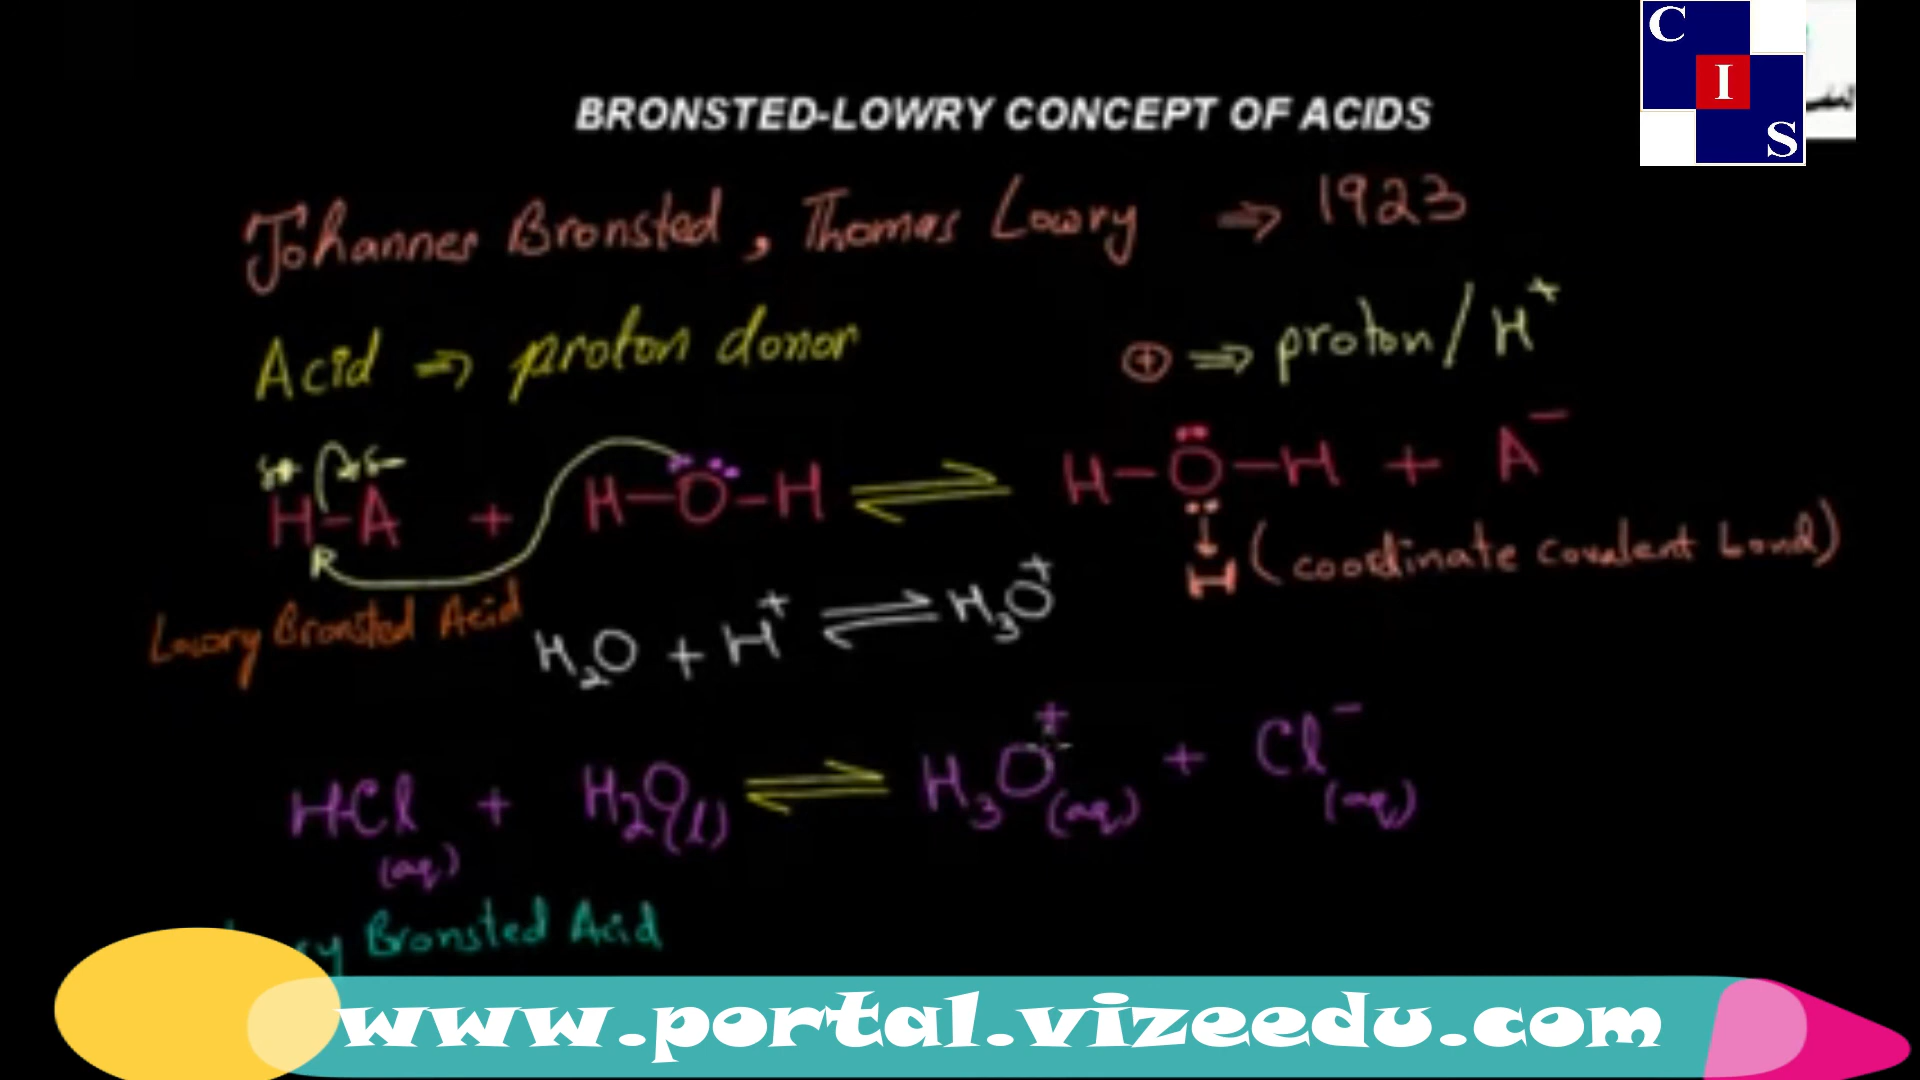 C
I
S
BRONSTED-LOWRY CONCEPT OF ACIDS
Johannes Bronsted, Thomas Lowry ⇒ 1923
Acid ⇒ proton donor
⊕ ⇒ proton/H⁺
δ+ δ-
H-A + H-O-H ⇌ H-O-H + A⁻
H (coordinate covalent bond)
Lowry Bronsted Acid
H₂O + H⁺ ⇌ H₃O⁺
HCl(aq) + H₂O(l) ⇌ H₃O⁺(aq) + Cl⁻(aq)
Bronsted Acid
www.portal.vizeedu.com